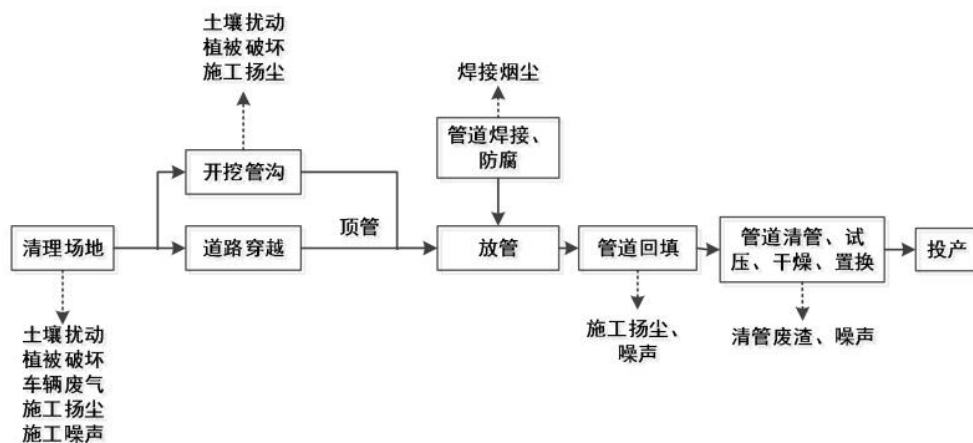 土壤扰动
植被破坏
施工扬尘
焊接烟尘
管道焊接、
防腐
开挖管沟
顶管
清理场地
道路穿越
放管
管道回填
管道清管、试
压、干燥、置换
投产
土壤扰动
植被破坏
车辆废气
施工扬尘
施工噪声
施工扬尘、
噪声
清管废渣、噪声